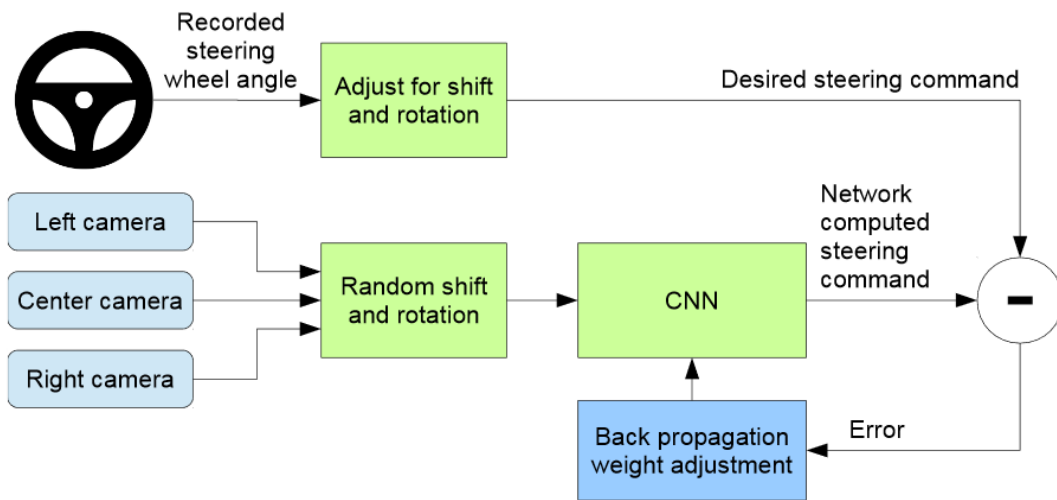 Recorded
steering
wheel angle
Adjust for shift
and rotation
Desired steering command
Left camera
Center camera
Right camera
Random shift
and rotation
CNN
Network
computed
steering
command
-
Back propagation
weight adjustment
Error